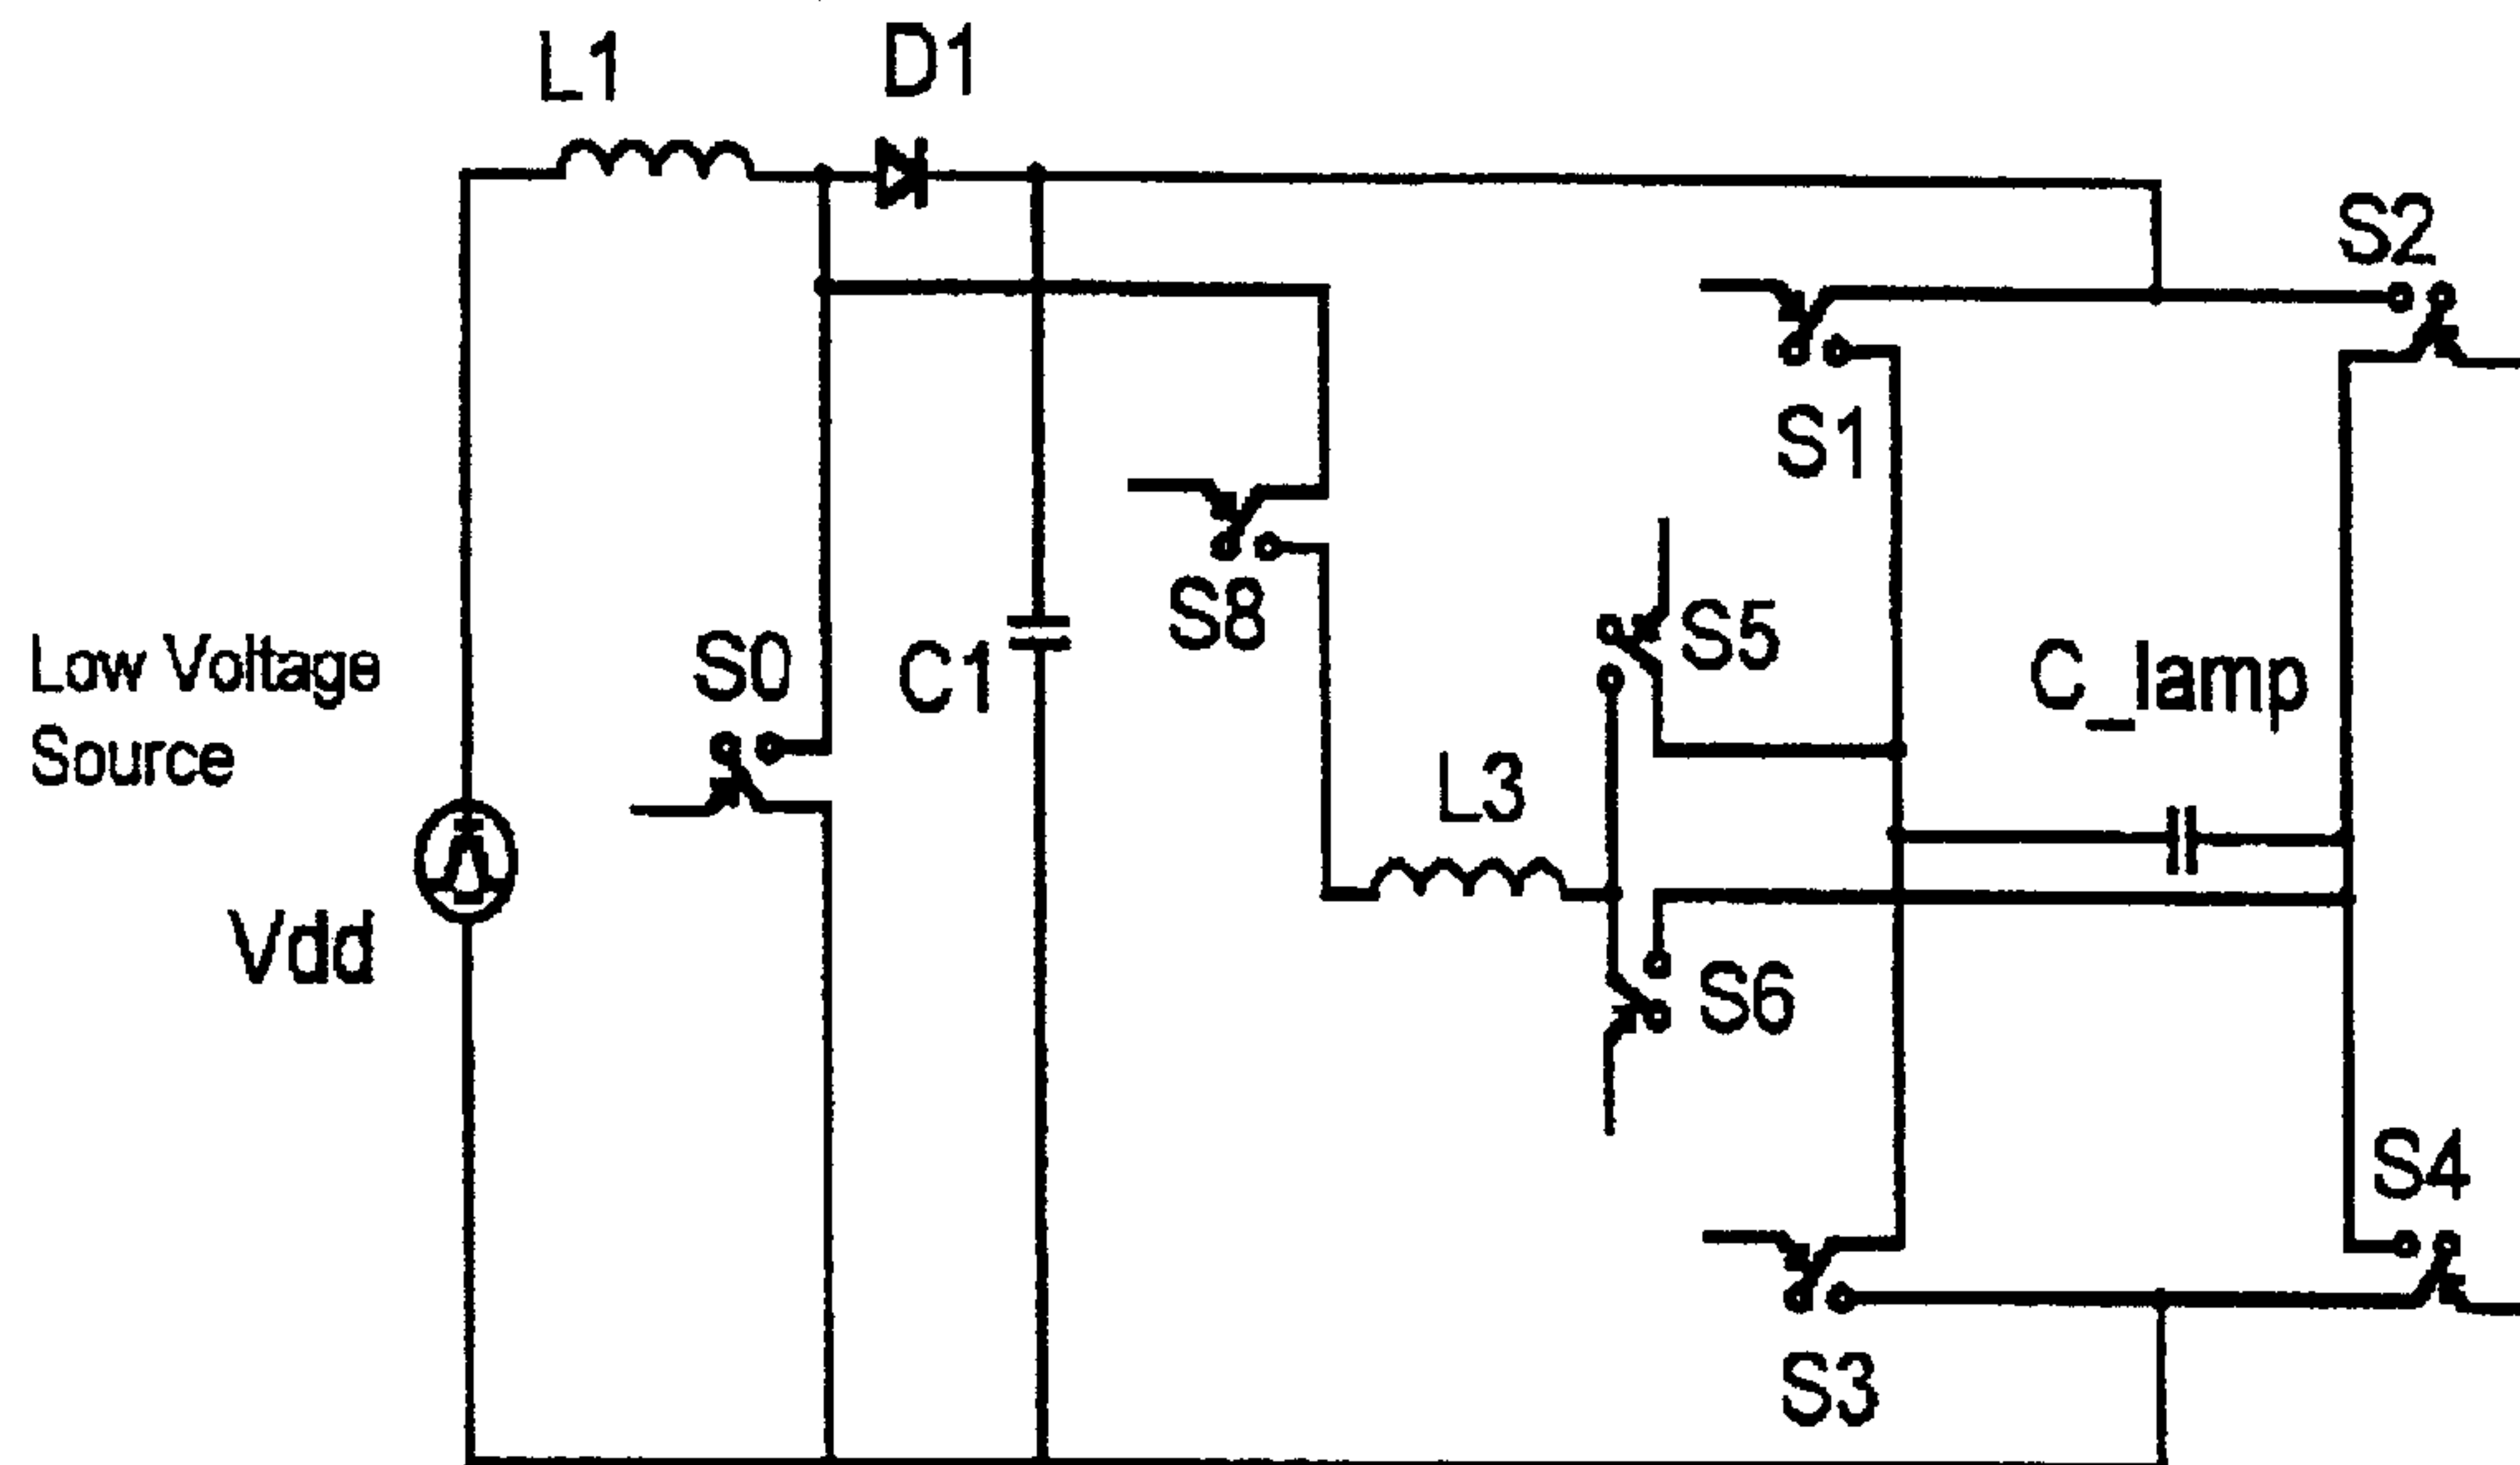 L1
D1
S2
S1
S8
S5
Low Voltage
Source
S0
C1
C_lamp
L3
Vdd
S6
S4
S3